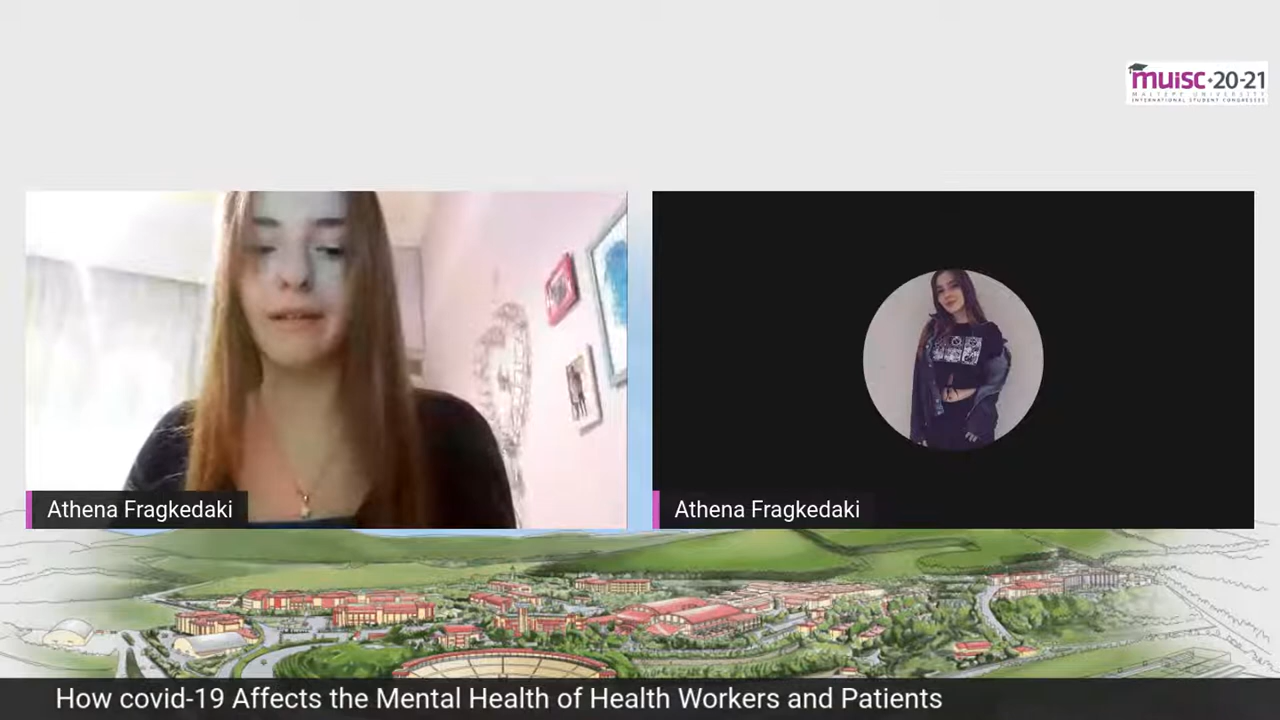 muisc·20-21
MALTEPE UNIVERSITY
INTERNATIONAL STUDENT CONGRESSES
Athena Fragkedaki
Athena Fragkedaki
How covid-19 Affects the Mental Health of Health Workers and Patients